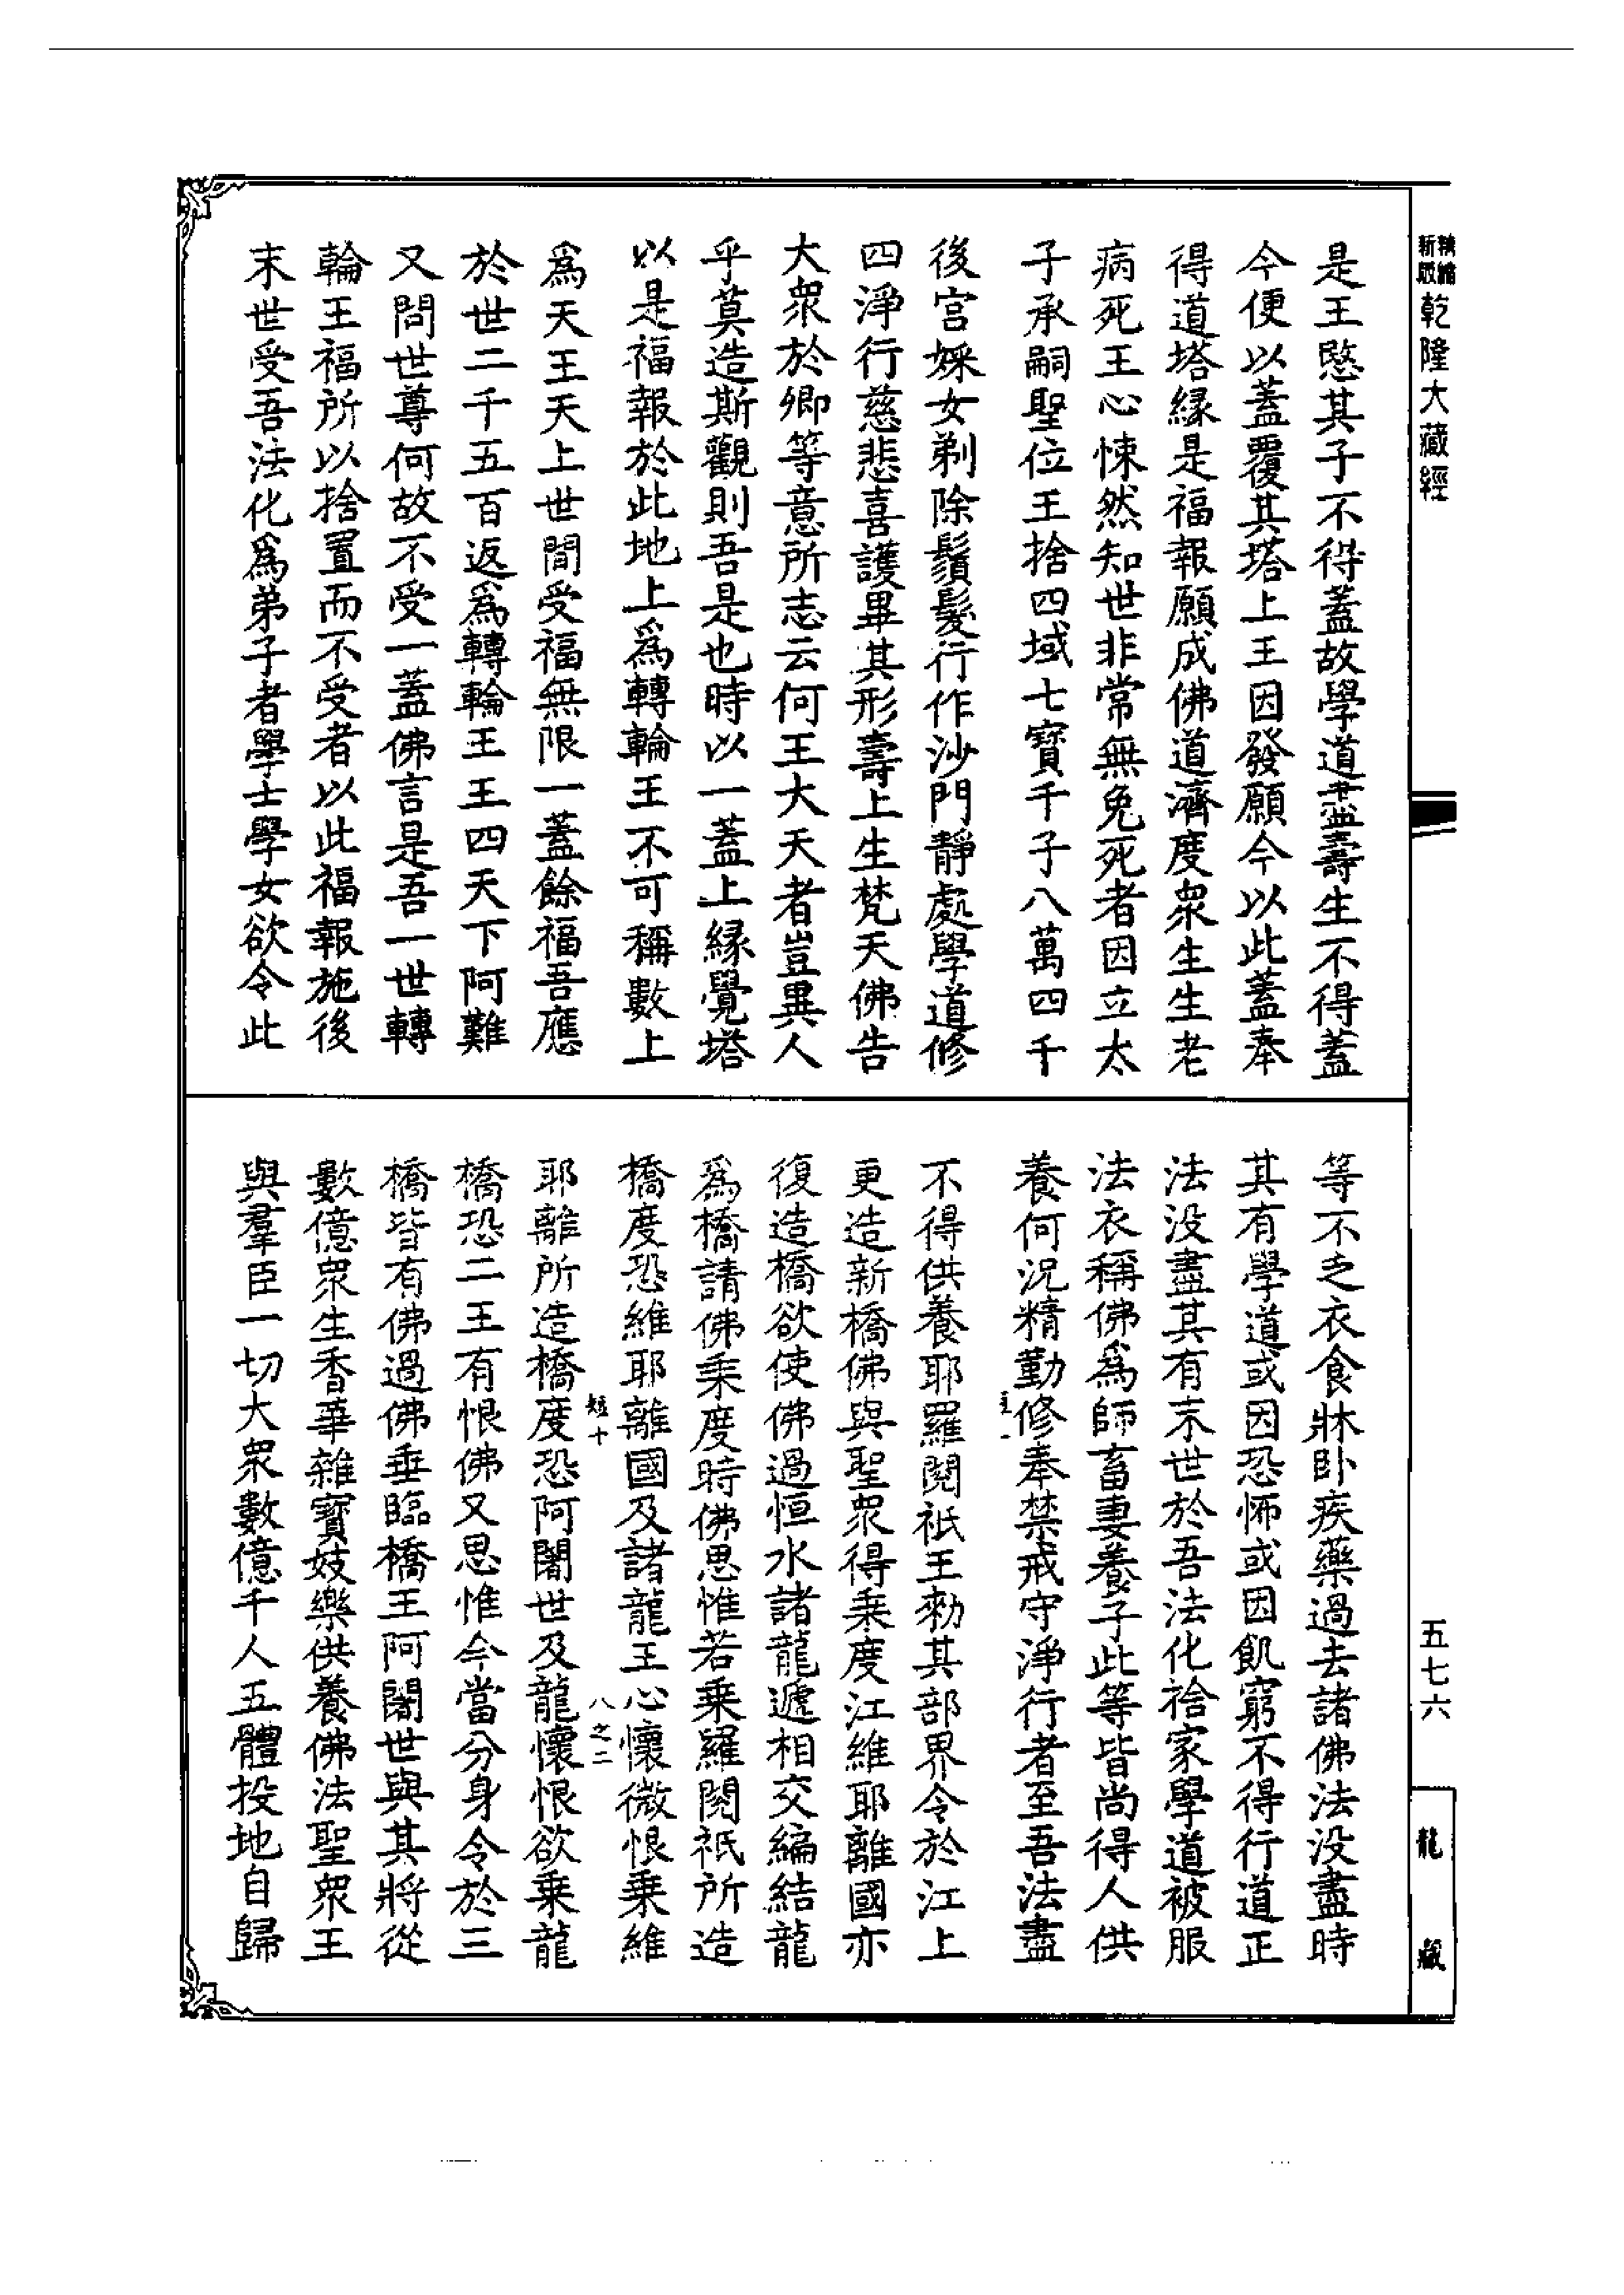 乾隆大藏經
五七六
龍藏
是王愍其子不得蓋故學道盡壽生不得蓋
今便以蓋覆其塔上王因發願今以此蓋奉
得道塔緣是福報願成佛道濟度衆生生老
病死王心悚然知世非常無免死者因立太
子承嗣聖位王捨四域七寶千子八萬四千
後宮婇女剃除鬚髮行作沙門靜處學道修
四淨行慈悲喜護畢其形壽上生梵天佛告
大衆於卿等意所志云何王大天者豈異人
乎莫造斯觀則吾是也時以一蓋上緣覺塔
以是福報於此地上爲轉輪王不可稱數上
爲天王天上世間受福無限一蓋餘福吾應
於世二千五百返爲轉輪王王四天下阿難
又問世尊何故不受一蓋佛言是吾一世轉
輪王福所以捨置而不受者以此福報施後
末世受吾法化爲弟子者學士學女欲令此
等不乏衣食牀卧疾藥過去諸佛法没盡時
其有學道或因恐怖或因飢窮不得行道正
法没盡其有末世於吾法化捨家學道被服
法衣稱佛爲師畜妻養子此等皆尚得人供
養何況精勤修奉禁戒守淨行者至吾法盡
不得供養耶羅閱祇王勑其部界令於江上
更造新橋佛與聖衆得乗度江維耶離國亦
復造橋欲使佛過恒水諸龍遞相交編結龍
爲橋請佛乗度時佛思惟若乗羅閱祇所造
橋度恐維耶離國及諸龍王心懷微恨乗維
耶離所造橋度恐阿闍世及龍懷恨欲乗龍
短十
八之二
橋恐二王有恨佛又思惟今當分身令於三
橋皆有佛過佛垂臨橋王阿闍世與其將從
數億衆生香華雜寶妓樂供養佛法聖衆王
與羣臣一切大衆數億千人五體投地自歸